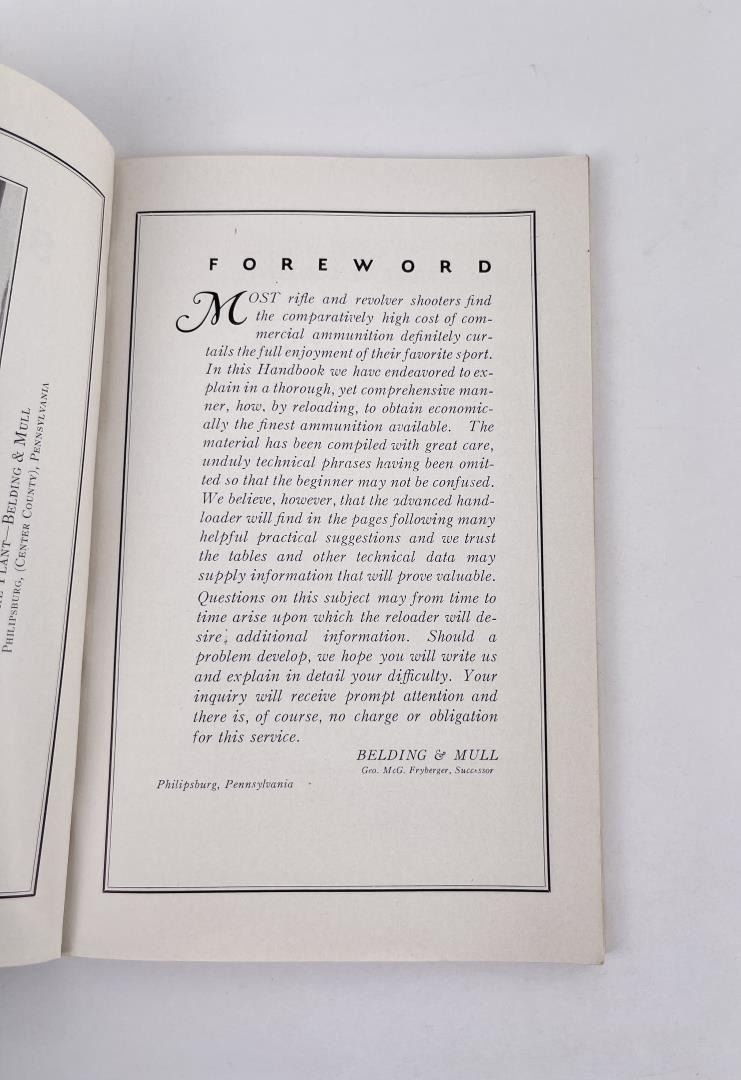 PLANT—BELDING & MULL
PHILIPSBURG, (CENTER COUNTY), PENNSYLVANIA
FOREWORD
MOST rifle and revolver shooters find
the comparatively high cost of com-
mercial ammunition definitely cur-
tails the full enjoyment of their favorite sport.
In this Handbook we have endeavored to ex-
plain in a thorough, yet comprehensive man-
ner, how, by reloading, to obtain economic-
ally the finest ammunition available. The
material has been compiled with great care,
unduly technical phrases having been omit-
ted so that the beginner may not be confused.
We believe, however, that the advanced hand-
loader will find in the pages following many
helpful practical suggestions and we trust
the tables and other technical data may
supply information that will prove valuable.
Questions on this subject may from time to
time arise upon which the reloader will de-
sire additional information. Should a
problem develop, we hope you will write us
and explain in detail your difficulty. Your
inquiry will receive prompt attention and
there is, of course, no charge or obligation
for this service.
BELDING & MULL
Geo. McG. Fryberger, Successor
Philipsburg, Pennsylvania